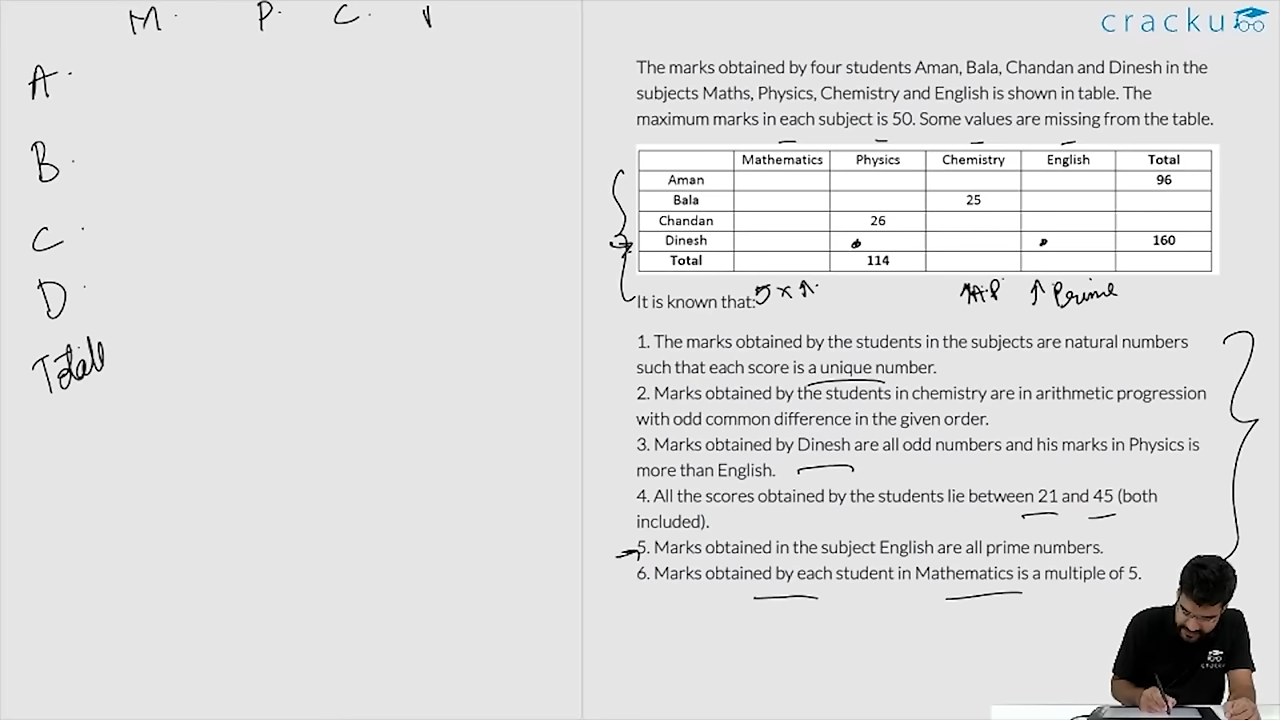 M. P. C.
A.
B.
C.
D.
Total
cracku
The marks obtained by four students Aman, Bala, Chandan and Dinesh in the
subjects Maths, Physics, Chemistry and English is shown in table. The
maximum marks in each subject is 50. Some values are missing from the table.
Mathematics Physics Chemistry English Total
Aman 96
Bala 25
Chandan 26
Dinesh 160
Total 114
It is known that: 5 x ↑ ↑A.P ↑ Prime
1. The marks obtained by the students in the subjects are natural numbers
such that each score is a unique number.
2. Marks obtained by the students in chemistry are in arithmetic progression
with odd common difference in the given order.
3. Marks obtained by Dinesh are all odd numbers and his marks in Physics is
more than English.
4. All the scores obtained by the students lie between 21 and 45 (both
included).
5. Marks obtained in the subject English are all prime numbers.
6. Marks obtained by each student in Mathematics is a multiple of 5.